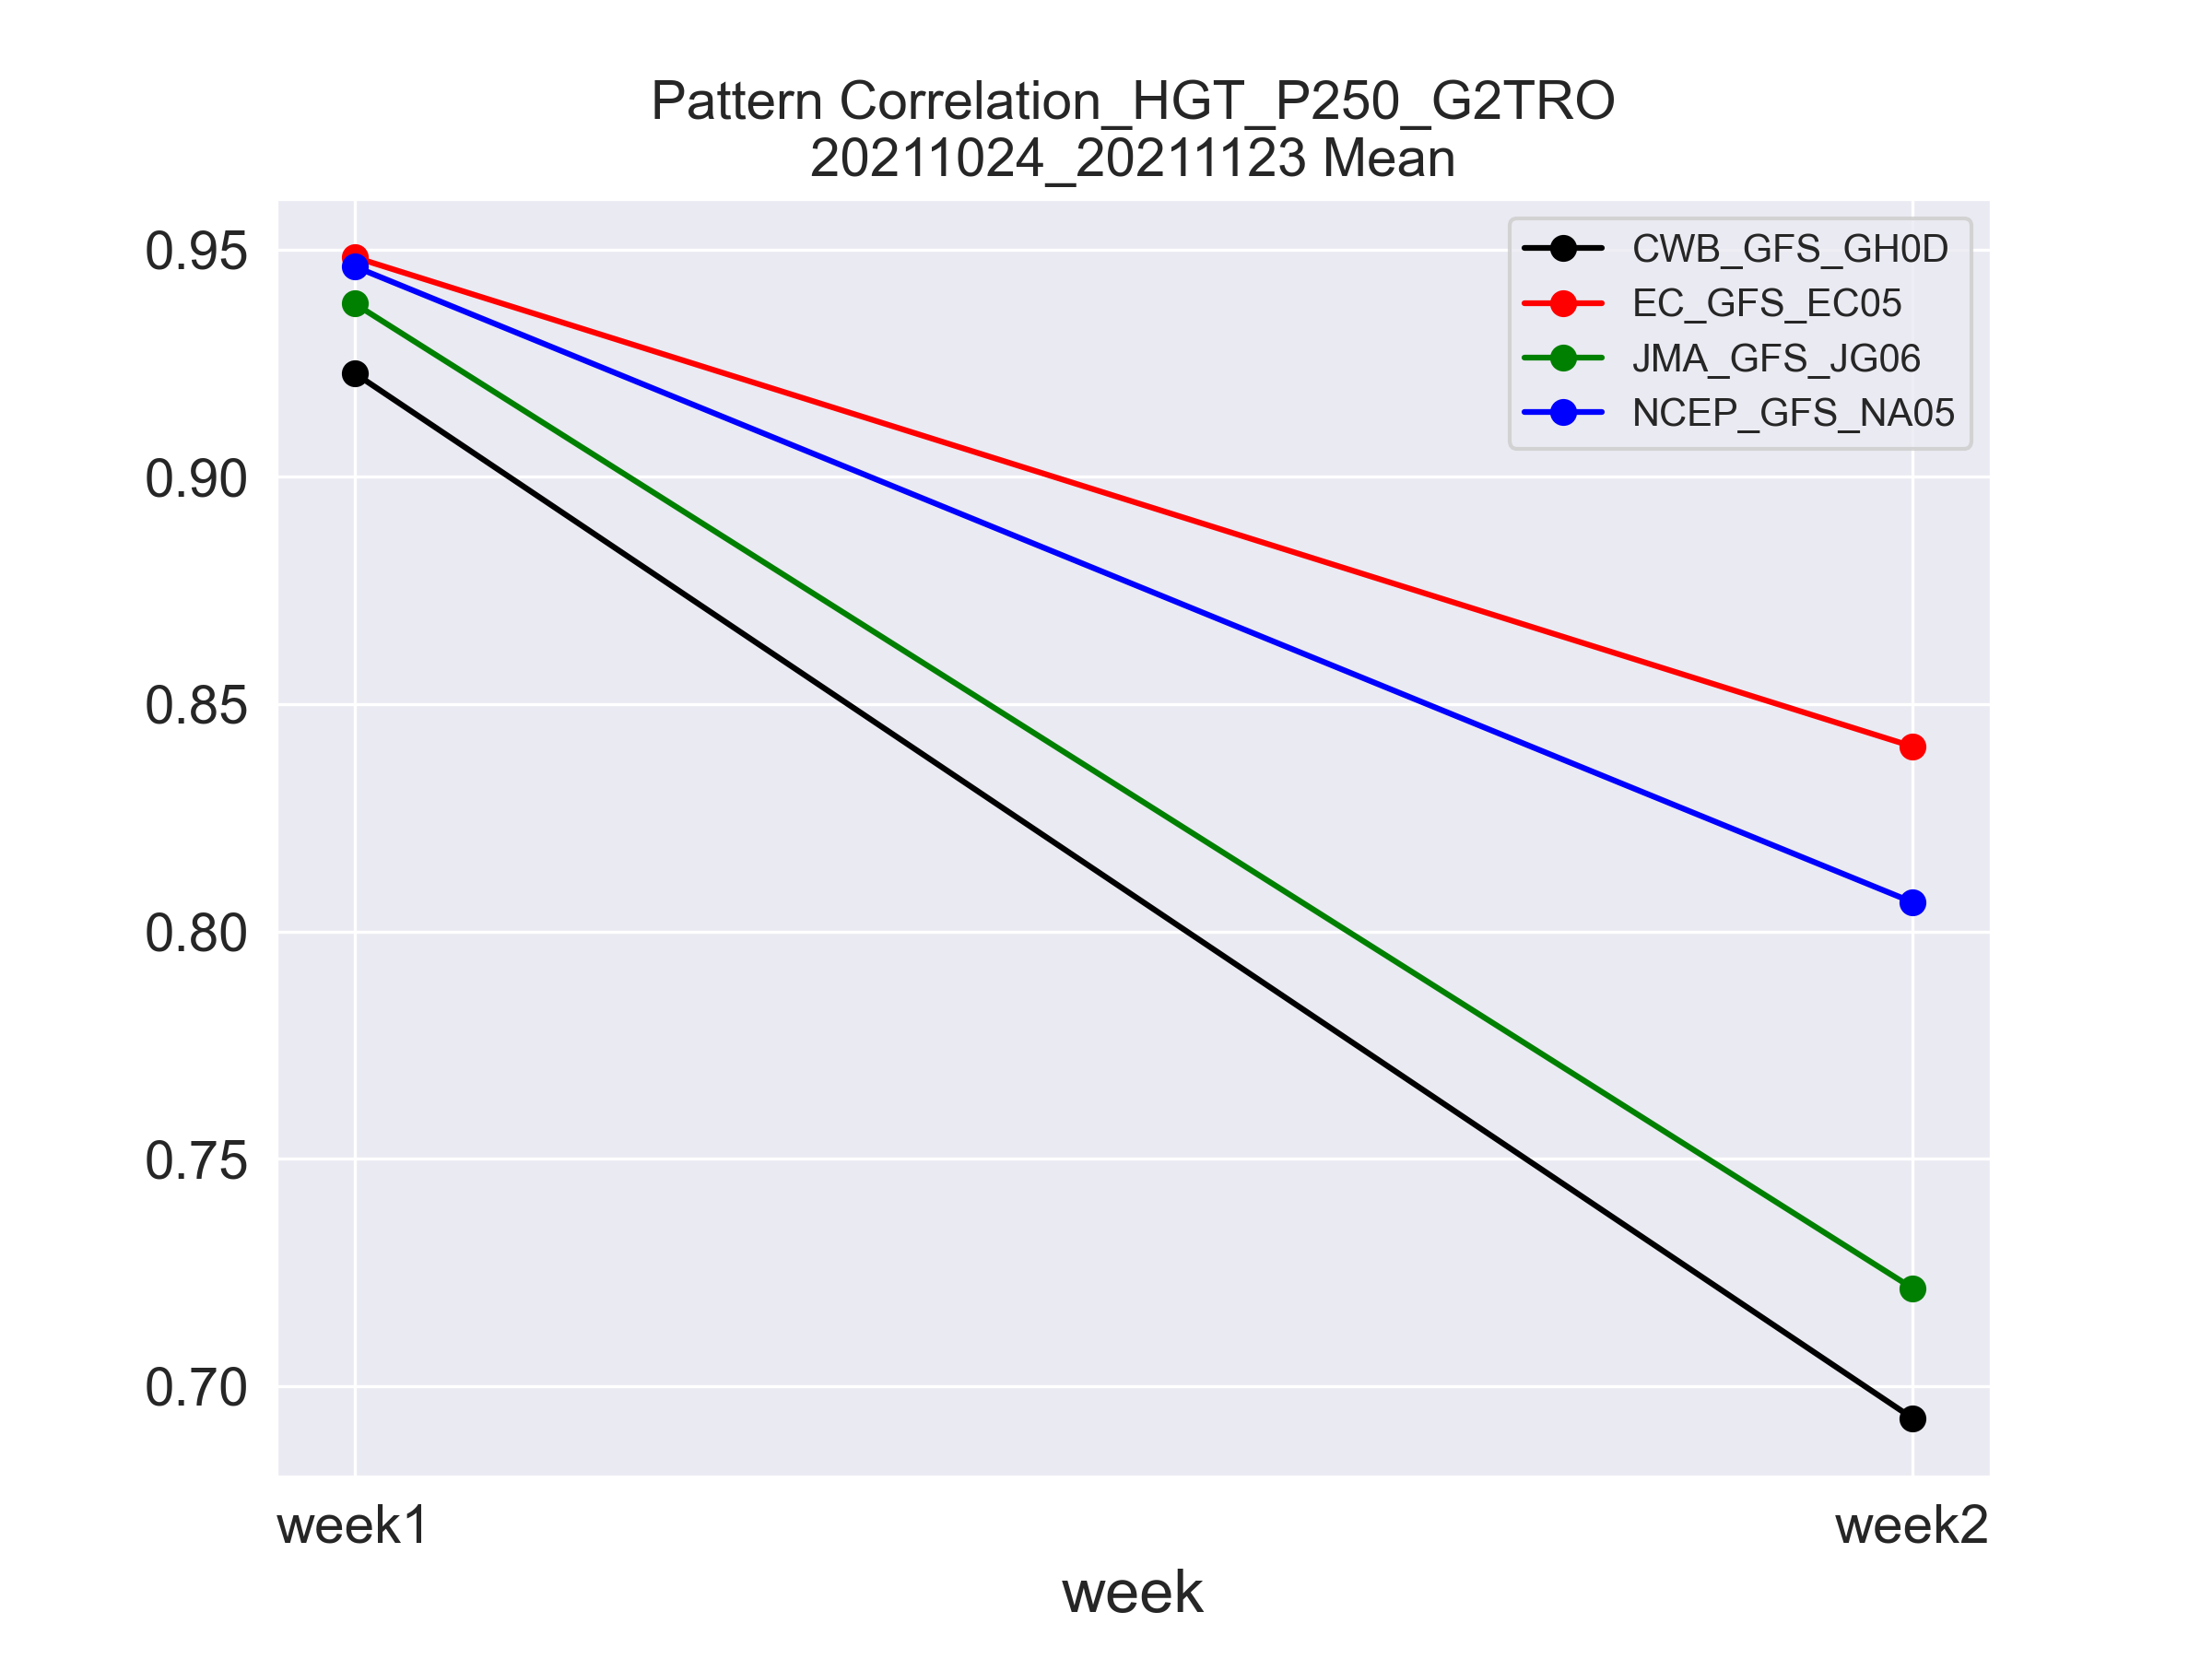 Pattern Correlation_HGT_P250_G2TRO
20211024_20211123 Mean
0.95
0.90
0.85
0.80
0.75
0.70
CWB_GFS_GH0D
EC_GFS_EC05
JMA_GFS_JG06
NCEP_GFS_NA05
week1
week2
week